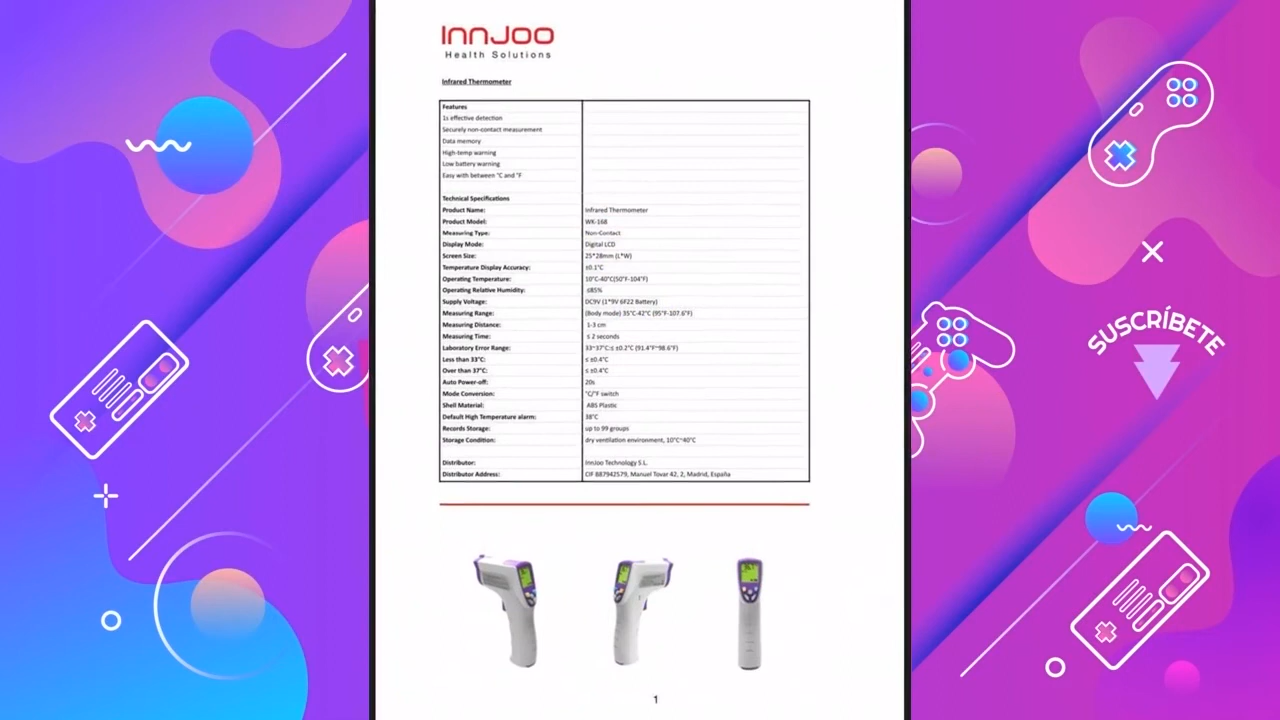 InnJoo
Health Solutions
Infrared Thermometer
Features
1s effective detection
Securely non-contact measurement
Data memory
High-temp warning
Low battery warning
Easy with between °C and °F
Technical Specifications
Product Name: Infrared Thermometer
Product Model: WK-168
Measuring Type: Non-Contact
Display Mode: Digital LCD
Screen Size: 25*28mm (L*W)
Temperature Display Accuracy: ±0.1°C
Operating Temperature: 10°C-40°C(50°F-104°F)
Operating Relative Humidity: ≤85%
Supply Voltage: DC9V (1*9V 6F22 Battery)
Measuring Range: (Body mode) 35°C-42°C (95°F-107.6°F)
Measuring Distance: 1-3 cm
Measuring Time: ≤ 2 seconds
Laboratory Error Range: 33~37°C:≤ ±0.2°C (91.4°F~98.6°F)
Less than 33°C: ≤ ±0.4°C
Over than 37°C: ≤ ±0.4°C
Auto Power-off: 20s
Mode Conversion: °C/°F switch
Shell Material: ABS Plastic
Default High Temperature alarm: 38°C
Records Storage: up to 99 groups
Storage Condition: dry ventilation environment, 10°C~40°C
Distributor: InnJoo Technology S.L.
Distributor Address: CIF B87942579, Manuel Tovar 42, 2, Madrid, España
1
SUSCRÍBETE